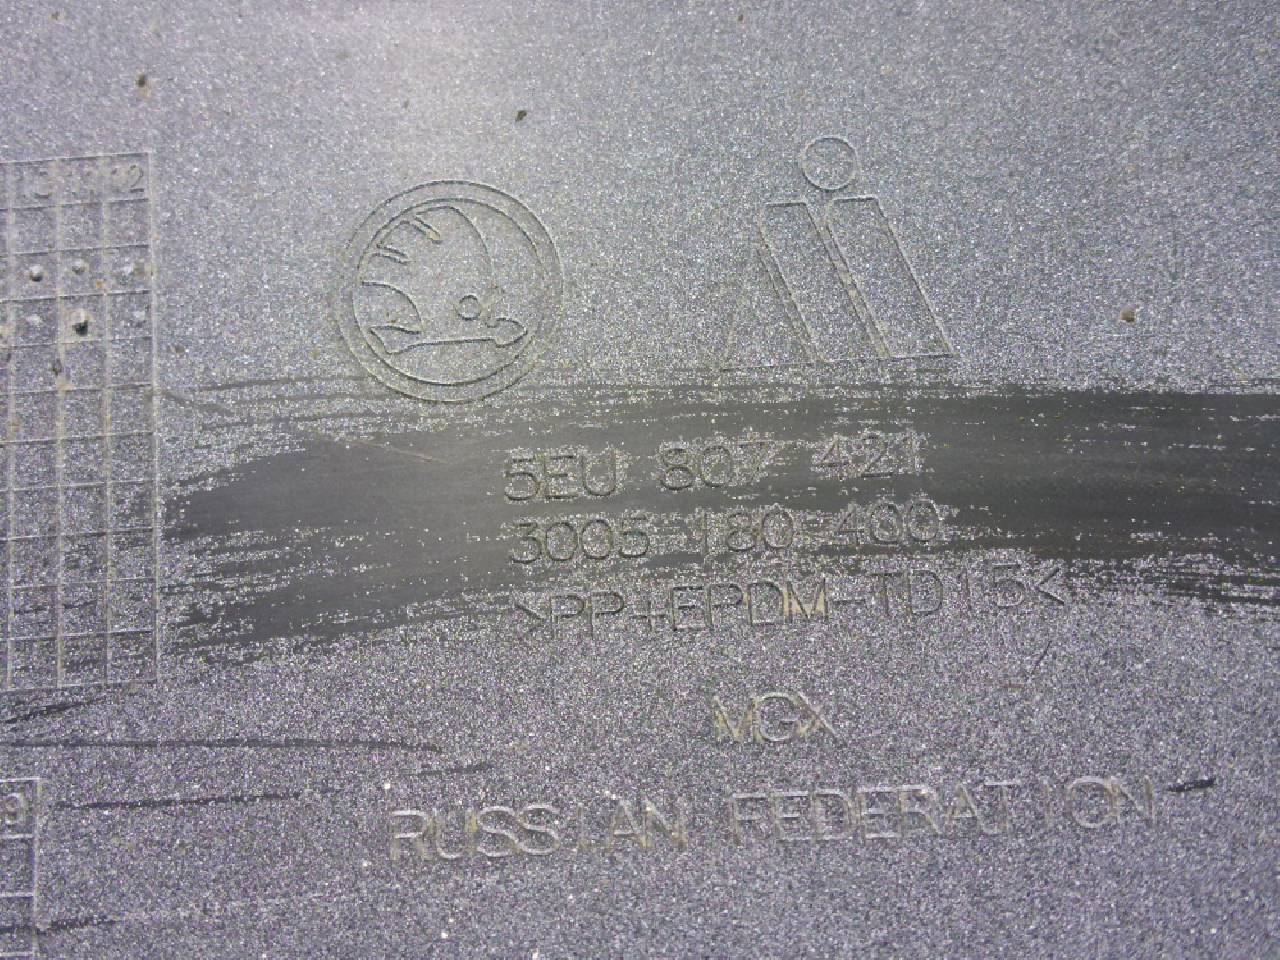 5EU 807 421
3005 180 400
>PP+EPDM-TD15<
MGX
RUSSIAN FEDERATION